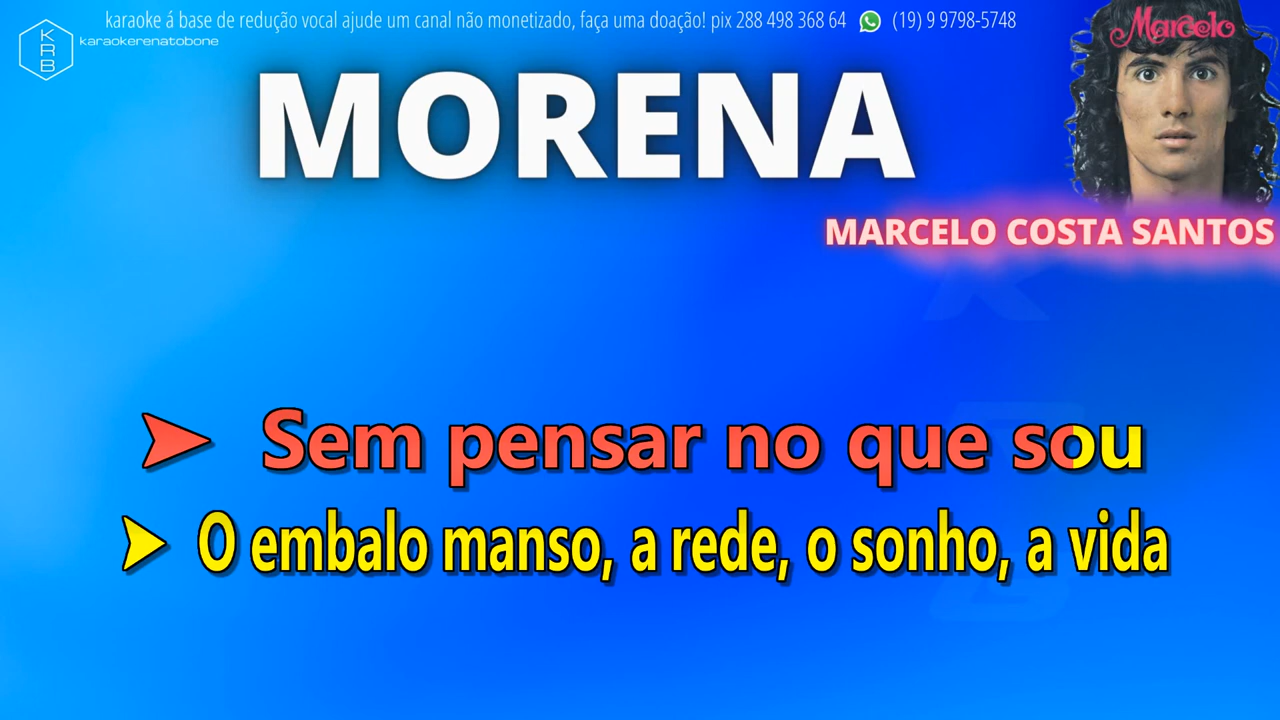 karaoke á base de redução vocal ajude um canal não monetizado, faça uma doação! pix 288 498 368 64 (19) 9 9798-5748
KRB
karaokerenatobone
Marcelo
MORENA
MARCELO COSTA SANTOS
➤ Sem pensar no que sou
➤ O embalo manso, a rede, o sonho, a vida